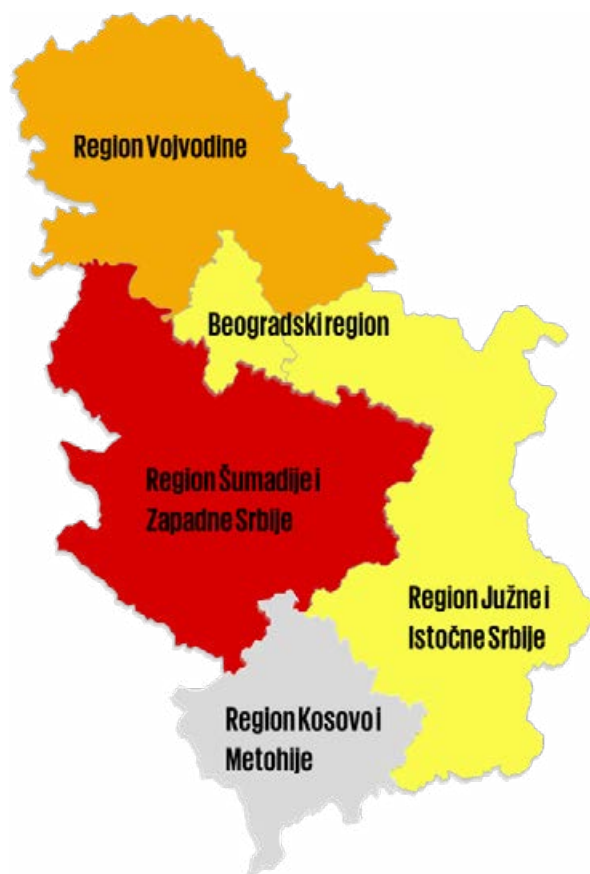 Region Vojvodine
Beogradski region
Region Šumadije i
Zapadne Srbije
Region Južne i
Istočne Srbije
Region Kosovo i
Metohije